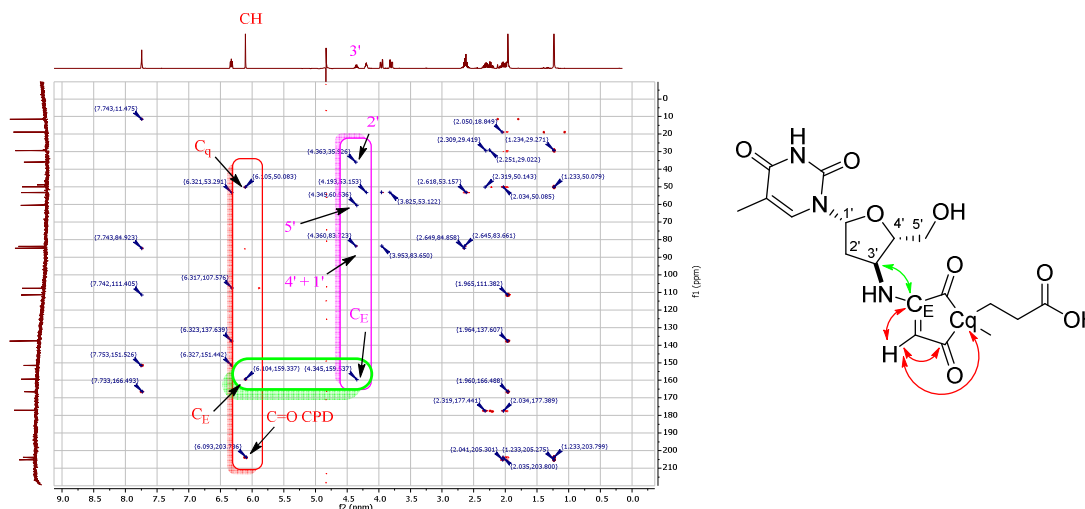 CH
3'
{7.743,11.475}
{2.050,18.849}
2'
{4.363,35.526
{2.309,29.419}
{1.234,29.271}
{2.251,29.022}
Cq
{6.105,50.083}
{6.321,53.291}
{4.193,53.153}
{2.618,53.157}
{2.319,50.143}
{1.233,50.079}
{3.825,53.122}
{2.034,50.085}
{4.349,60.536}
5'
{7.743,84.923}
{4.360,83.723}
{2.649,84.858}
{2.645,83.661}
{3.953,83.650}
4' + 1'
{6.317,107.576}
{7.742,111.405}
{1.965,111.382}
CE
{6.323,137.639}
{1.964,137.607}
{7.753,151.526}
{6.327,151.442}
{6.104,159.337}
{4.345,159.537}
{7.733,166.493}
{1.960,166.488}
CE
C=O CPD
{2.319,177.441}
{2.034,177.389}
{6.093,203.736}
{2.041,205.301}
{1.233,205.275}
{1.233,203.799}
{2.035,203.800}
0
10
20
30
40
50
60
70
80
90
100
110
120
130
140
150
160
170
180
190
200
210
f1 (ppm)
9.0 8.5 8.0 7.5 7.0 6.5 6.0 5.5 5.0 4.5 4.0 3.5 3.0 2.5 2.0 1.5 1.0 0.5 0.0
f2 (ppm)
NH
O
O
N
1'
O
4'
5'
OH
2'
3'
HN
CE
O
Cq
O
OH
H
O